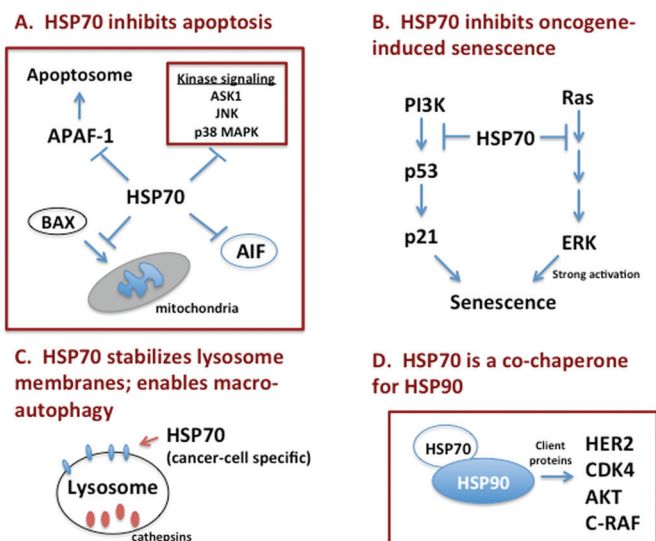 A. HSP70 inhibits apoptosis
Apoptosome
Kinase signaling
ASK1
JNK
p38 MAPK
APAF-1
HSP70
BAX
AIF
mitochondria
B. HSP70 inhibits oncogene-
induced senescence
PI3K
Ras
HSP70
p53
p21
ERK
Strong activation
Senescence
C. HSP70 stabilizes lysosome
membranes; enables macro-
autophagy
HSP70
(cancer-cell specific)
Lysosome
cathepsins
D. HSP70 is a co-chaperone
for HSP90
HSP70
HSP90
Client
proteins
HER2
CDK4
AKT
C-RAF